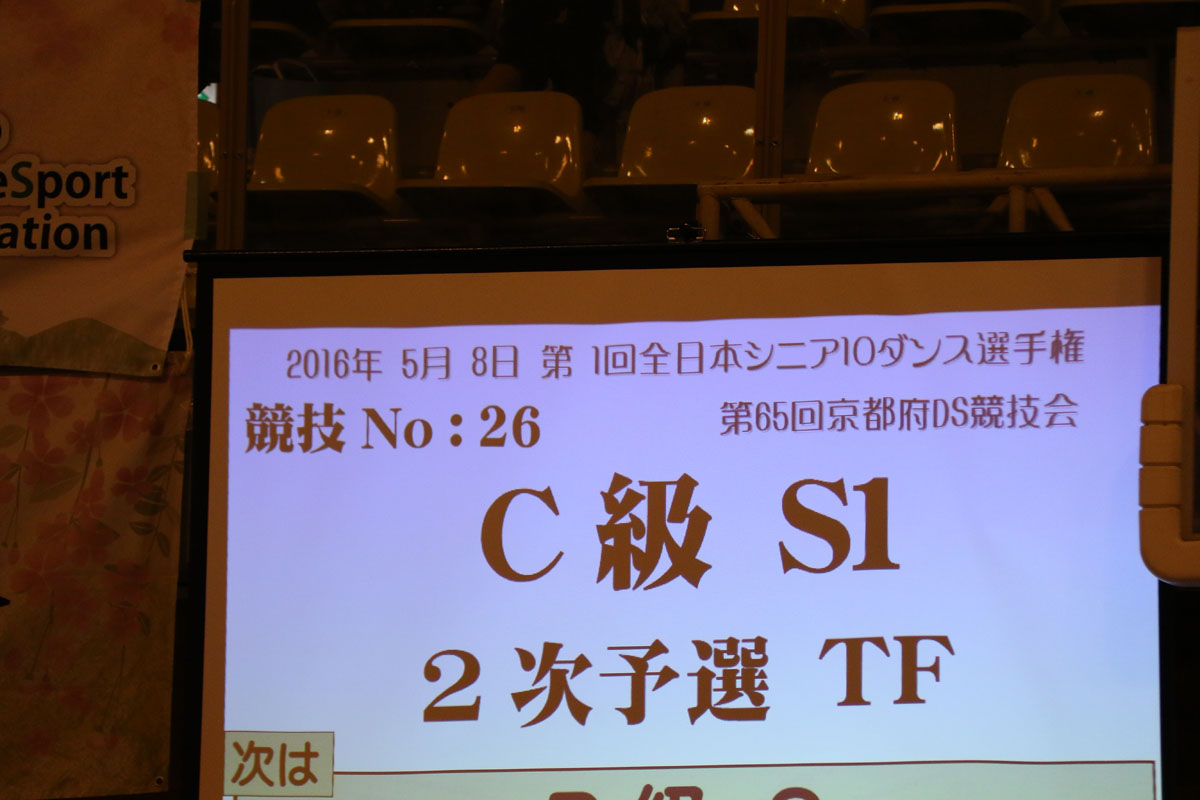 eSport
ation
2016年 5月 8日 第 1回全日本シニア10ダンス選手権
競技 No : 26
第65回京都府DS競技会
C 級 S1
2 次予選 TF
次は
級